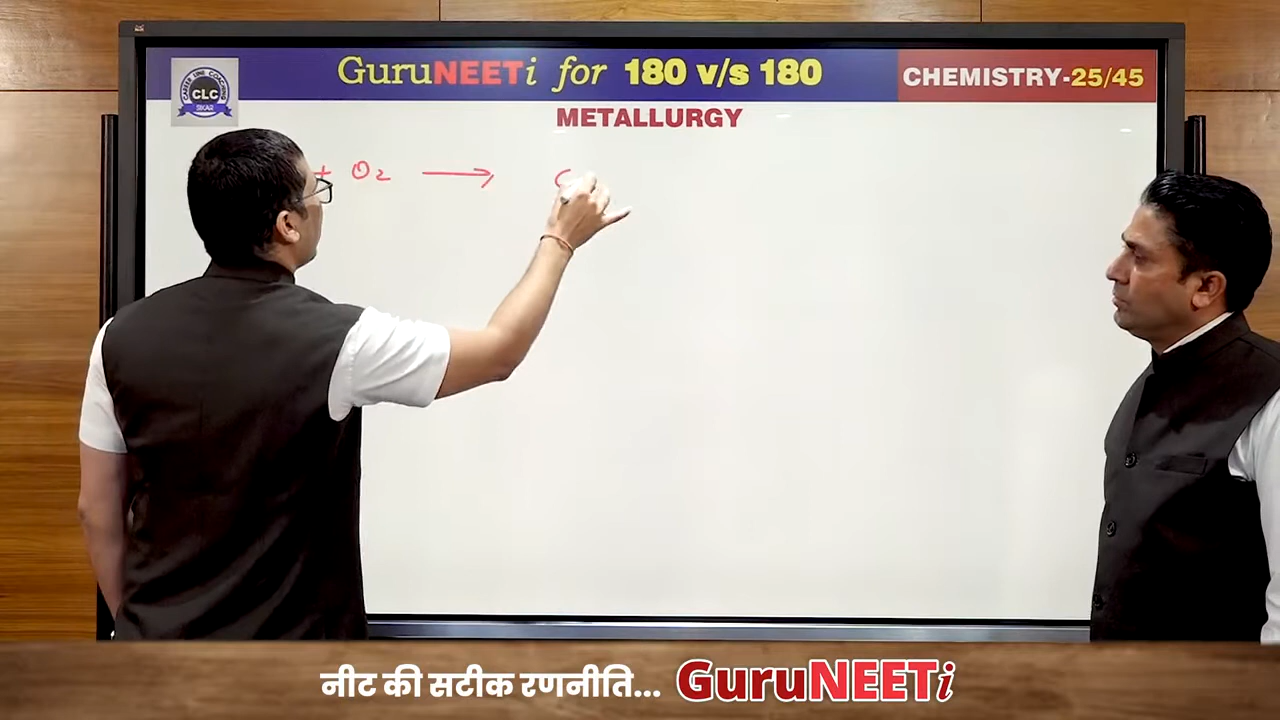 GuruNEETi for 180 v/s 180
CHEMISTRY-25/45
CLC
SIKAR
METALLURGY
+ O₂ ⟶ C
नीट की सटीक रणनीति... GuruNEETi